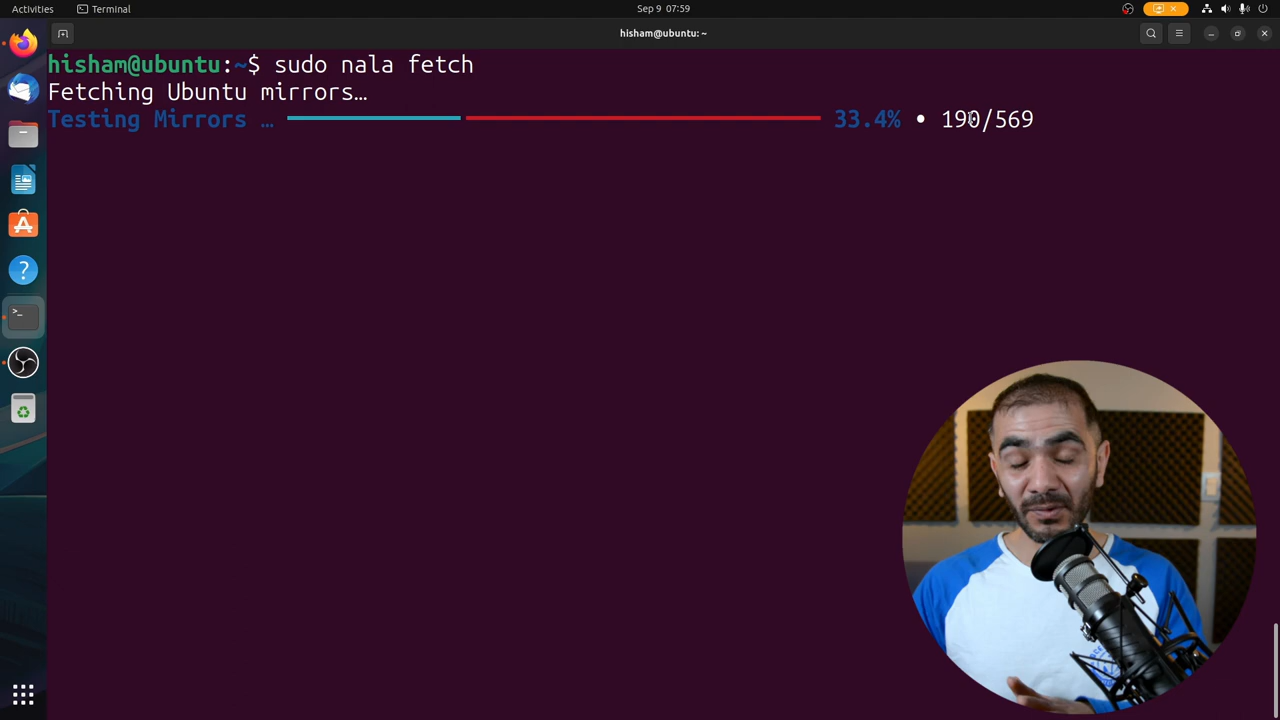 Activities Terminal Sep 9 07:59
hisham@ubuntu: ~
hisham@ubuntu:~$ sudo nala fetch
Fetching Ubuntu mirrors…
Testing Mirrors … 33.4% • 190/569